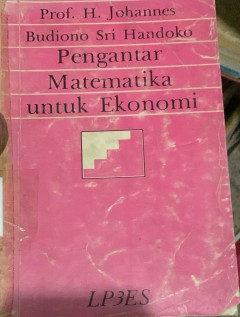 Prof. H. Johannes
Budiono Sri Handoko
Pengantar
Matematika
untuk Ekonomi
LP3ES